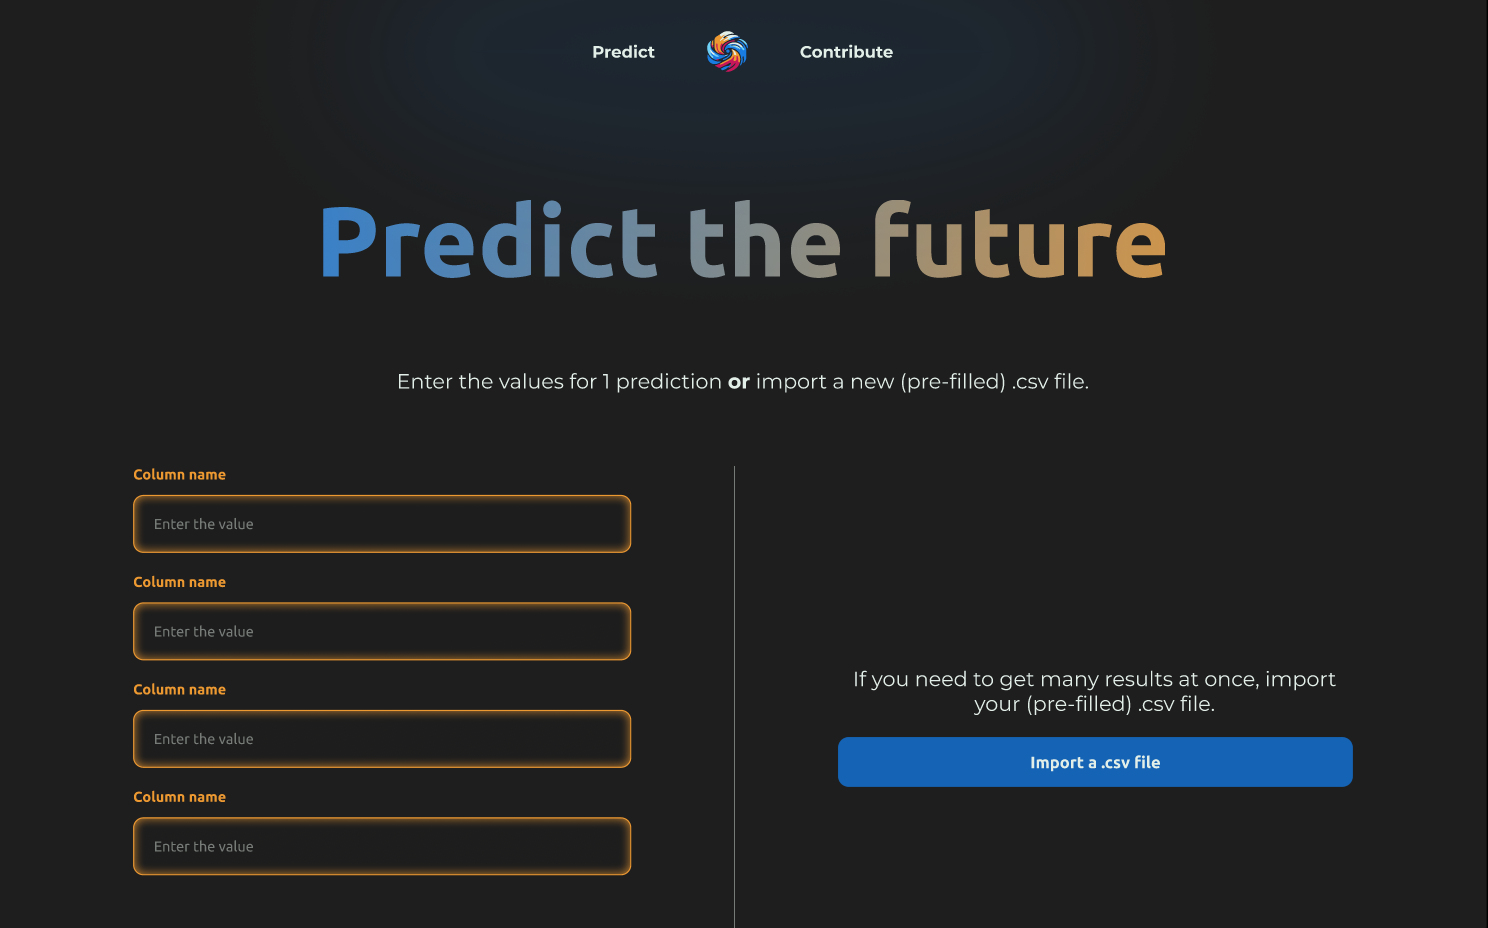 Predict
Contribute
Predict the future
Enter the values for 1 prediction or import a new (pre-filled) .csv file.
Column name
Enter the value
Column name
Enter the value
Column name
Enter the value
Column name
Enter the value
If you need to get many results at once, import
your (pre-filled) .csv file.
Import a .csv file